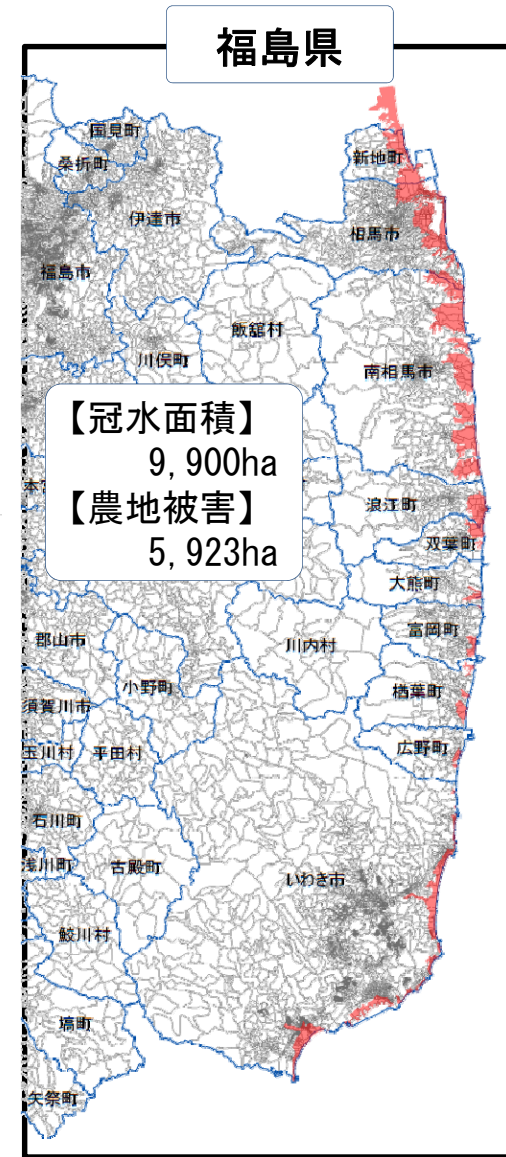 福島県
国見町
桑折町
新地町
伊達市
相馬市
福島市
飯舘村
川俣町
南相馬市
【冠水面積】
9,900ha
【農地被害】
5,923ha
浪江町
双葉町
大熊町
富岡町
郡山市
川内村
小野町
楢葉町
須賀川市
広野町
玉川村
平田村
石川町
浅川町
古殿町
いわき市
鮫川村
塙町
矢祭町